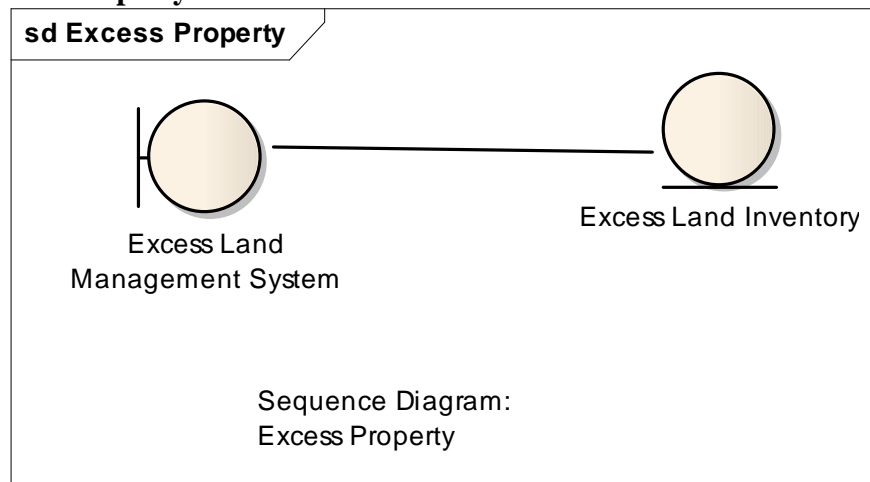 sd Excess Property
Excess Land
Management System
Excess Land Inventory
Sequence Diagram:
Excess Property